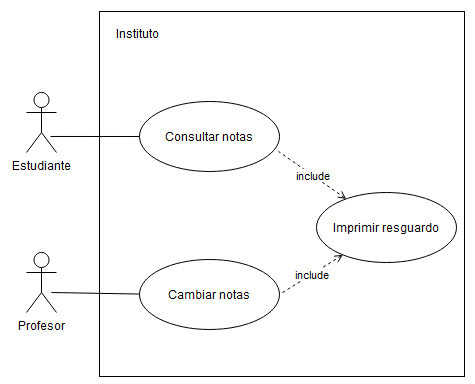 Instituto
Consultar notas
Estudiante
include
Imprimir resguardo
include
Cambiar notas
Profesor